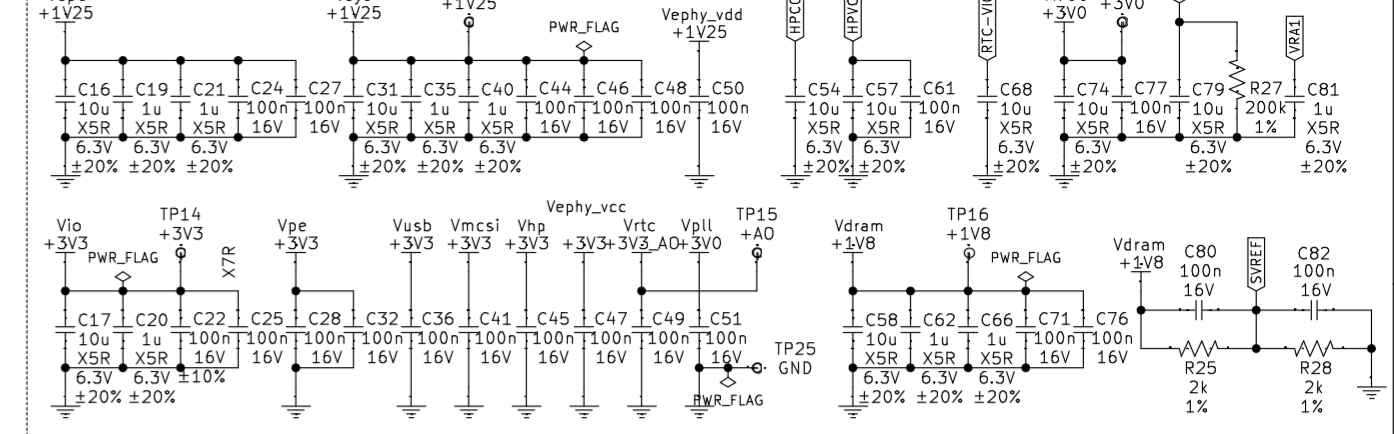 +1V25
+1V25
+1V25
PWR_FLAG
Vephy_vdd
+1V25
HPVC
+3V0
+3V0
VRA1
C16
10u
X5R
6.3V
±20%
C19
1u
X5R
6.3V
±20%
C21
1u
X5R
6.3V
±20%
C24
100n
16V
C27
100n
16V
C31
10u
X5R
6.3V
±20%
C35
1u
X5R
6.3V
±20%
C40
1u
X5R
6.3V
±20%
C44
100n
16V
C46
100n
16V
C48
100n
16V
C50
100n
16V
C54
10u
X5R
6.3V
±20%
C57
10u
X5R
6.3V
±20%
C61
100n
16V
C68
10u
X5R
6.3V
±20%
C74
10u
X5R
6.3V
±20%
C77
100n
16V
C79
10u
X5R
6.3V
±20%
R27
200k
1%
C81
1u
X5R
6.3V
±20%
Vio
+3V3
PWR_FLAG
TP14
+3V3
X7R
Vpe
+3V3
Vusb
+3V3
Vmcsi
+3V3
Vhp
+3V3
Vephy_vcc
+3V3
Vrtc
+3V3_AO
Vpll
+3V0
TP15
+AO
Vdram
+1V8
TP16
+1V8
PWR_FLAG
Vdram
+1V8
C80
100n
16V
SVREF
C82
100n
16V
C17
10u
X5R
6.3V
±20%
C20
1u
X5R
6.3V
±20%
C22
100n
16V
±10%
C25
100n
16V
C28
100n
16V
C32
100n
16V
C36
100n
16V
C41
100n
16V
C45
100n
16V
C47
100n
16V
C49
100n
16V
C51
100n
16V
TP25
GND
PWR_FLAG
C58
10u
X5R
6.3V
±20%
C62
1u
X5R
6.3V
±20%
C66
1u
X5R
6.3V
±20%
C71
100n
16V
C76
100n
16V
R25
2k
1%
R28
2k
1%